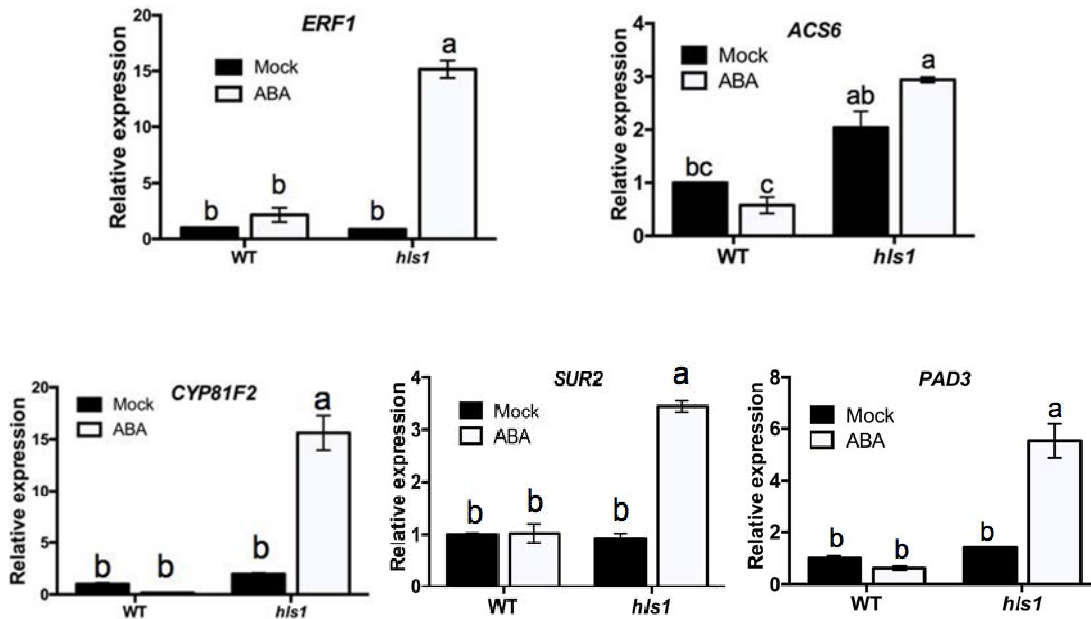 ERF1
Relative expression
20
15
10
5
0
Mock
ABA
b
b
b
a
WT
hls1
ACS6
Relative expression
4
3
2
1
0
Mock
ABA
bc
c
ab
a
WT
hls1
CYP81F2
Relative expression
20
15
10
5
0
Mock
ABA
b
b
b
a
WT
hls1
SUR2
Relative expression
4
3
2
1
0
Mock
ABA
b
b
b
a
WT
hls1
PAD3
Relative expression
8
6
4
2
0
Mock
ABA
b
b
b
a
WT
hls1